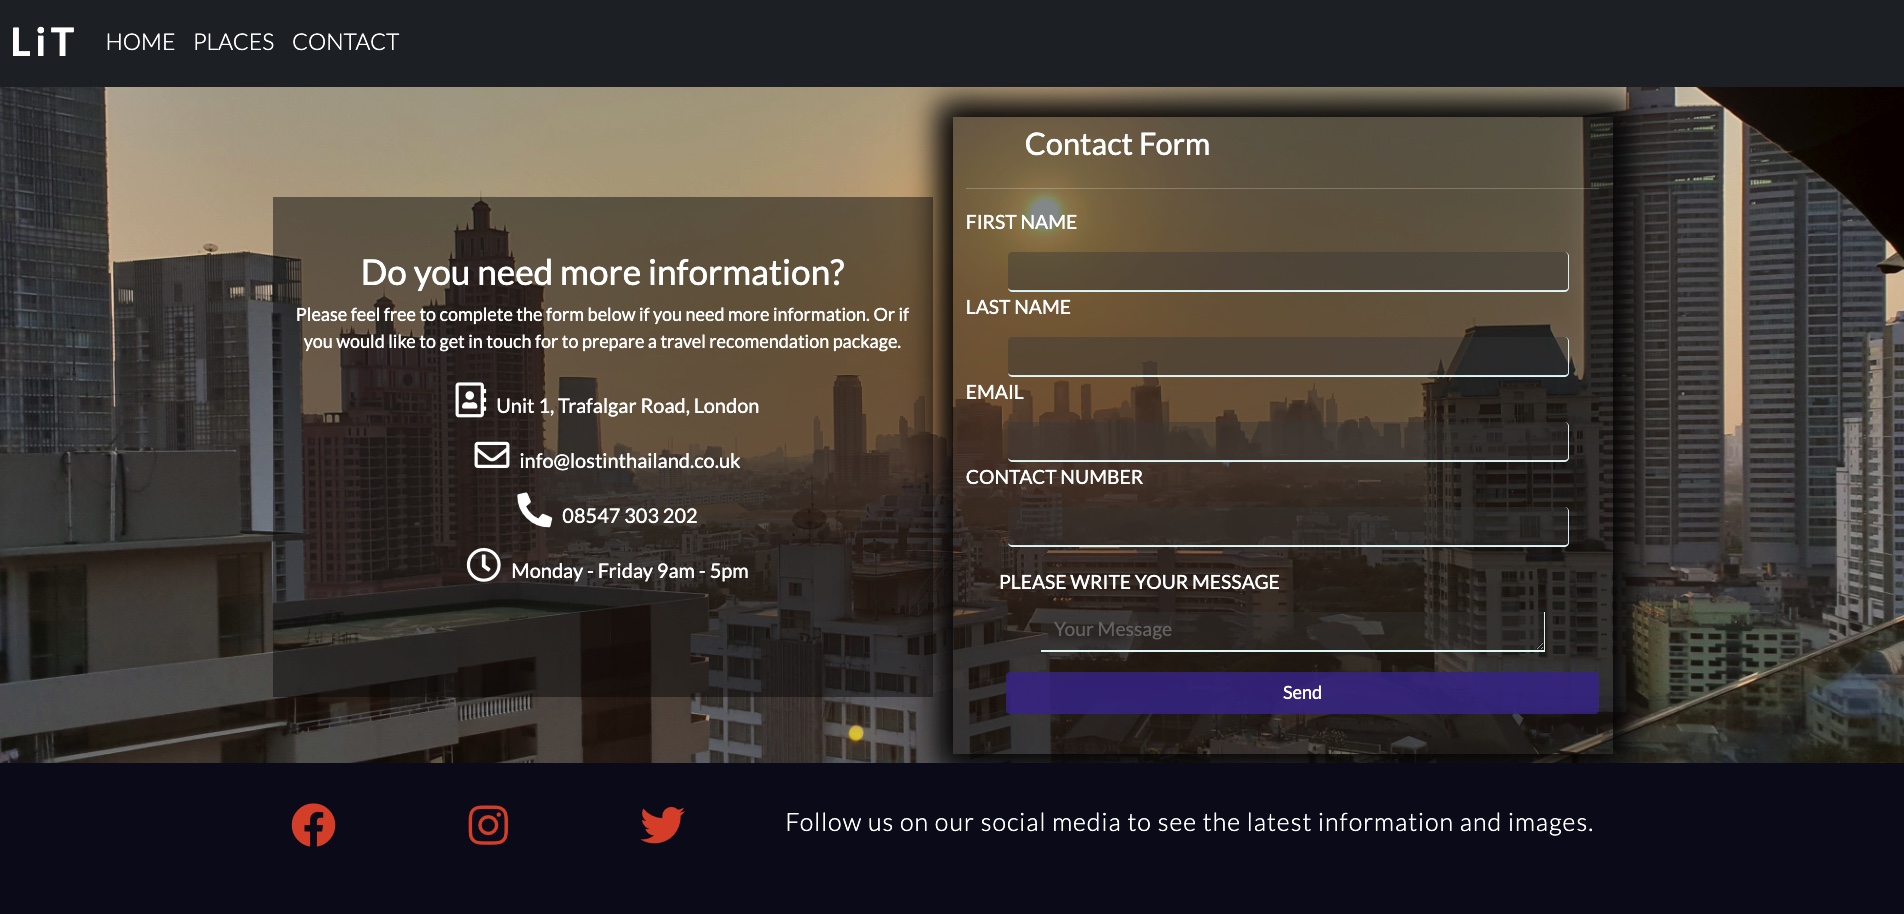 LiT HOME PLACES CONTACT
Do you need more information?
Please feel free to complete the form below if you need more information. Or if
you would like to get in touch for to prepare a travel recomendation package.
Unit 1, Trafalgar Road, London
info@lostinthailand.co.uk
08547 303 202
Monday - Friday 9am - 5pm
Contact Form
FIRST NAME
LAST NAME
EMAIL
CONTACT NUMBER
PLEASE WRITE YOUR MESSAGE
Your Message
Send
Follow us on our social media to see the latest information and images.